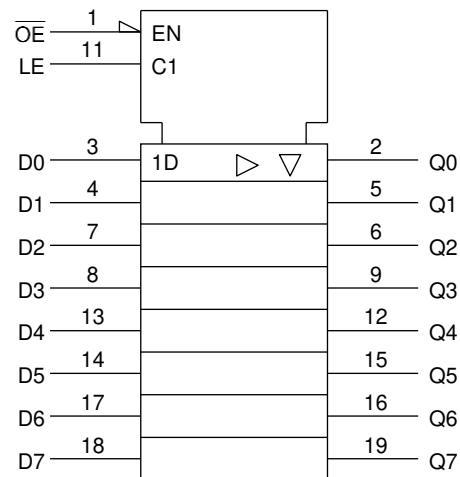 O̅E̅ 1 EN
LE 11 C1
D0 3 1D 2 Q0
D1 4 5 Q1
D2 7 6 Q2
D3 8 9 Q3
D4 13 12 Q4
D5 14 15 Q5
D6 17 16 Q6
D7 18 19 Q7